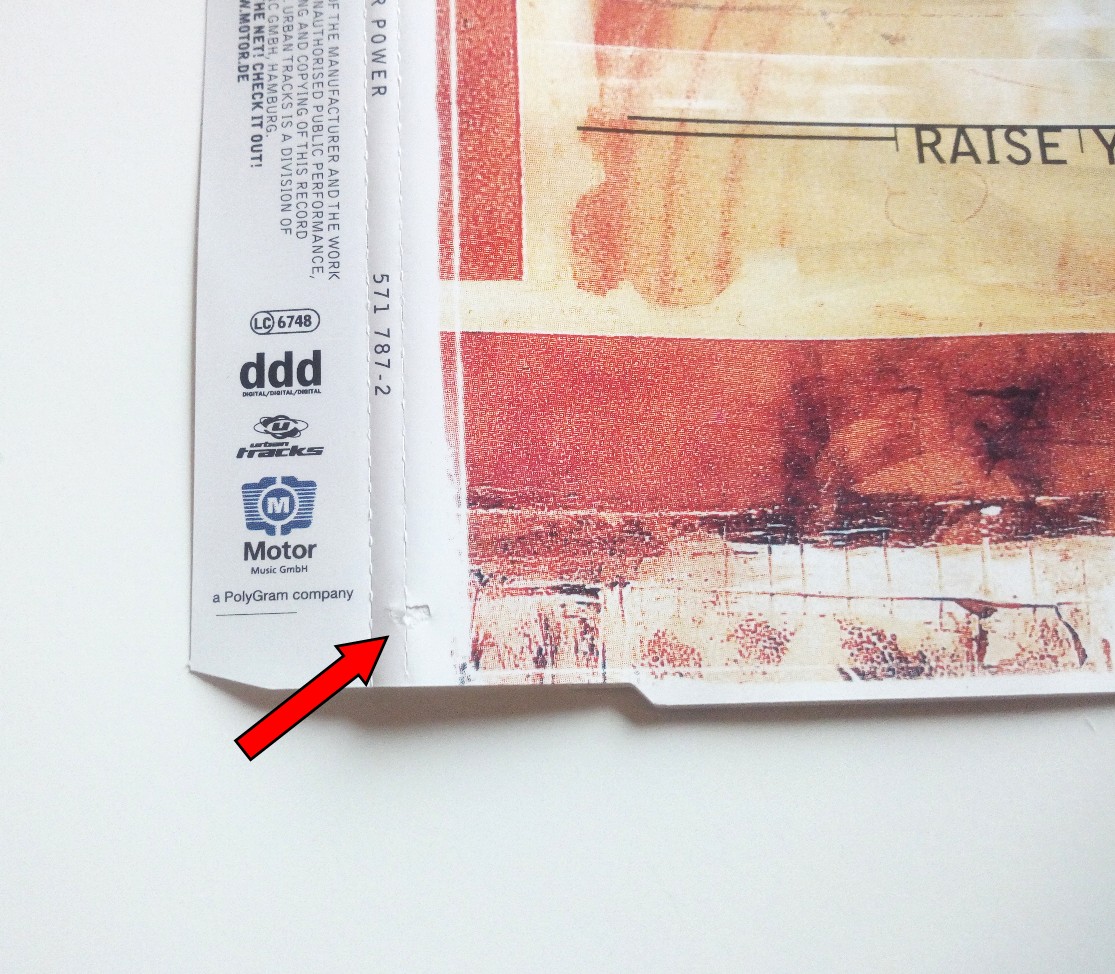 OF THE MANUFACTURER AND THE WORK
NAUTHORISED PUBLIC PERFORMANCE,
NG AND COPYING OF THIS RECORD
URBAN TRACKS IS A DIVISION OF
IC GMBH, HAMBURG.
HE NET! CHECK IT OUT!
W.MOTOR.DE
R POWER 571 787-2
RAISE Y
LC 6748
ddd
DIGITAL/DIGITAL/DIGITAL
u
urban
tracks
M
Motor
Music GmbH
a PolyGram company